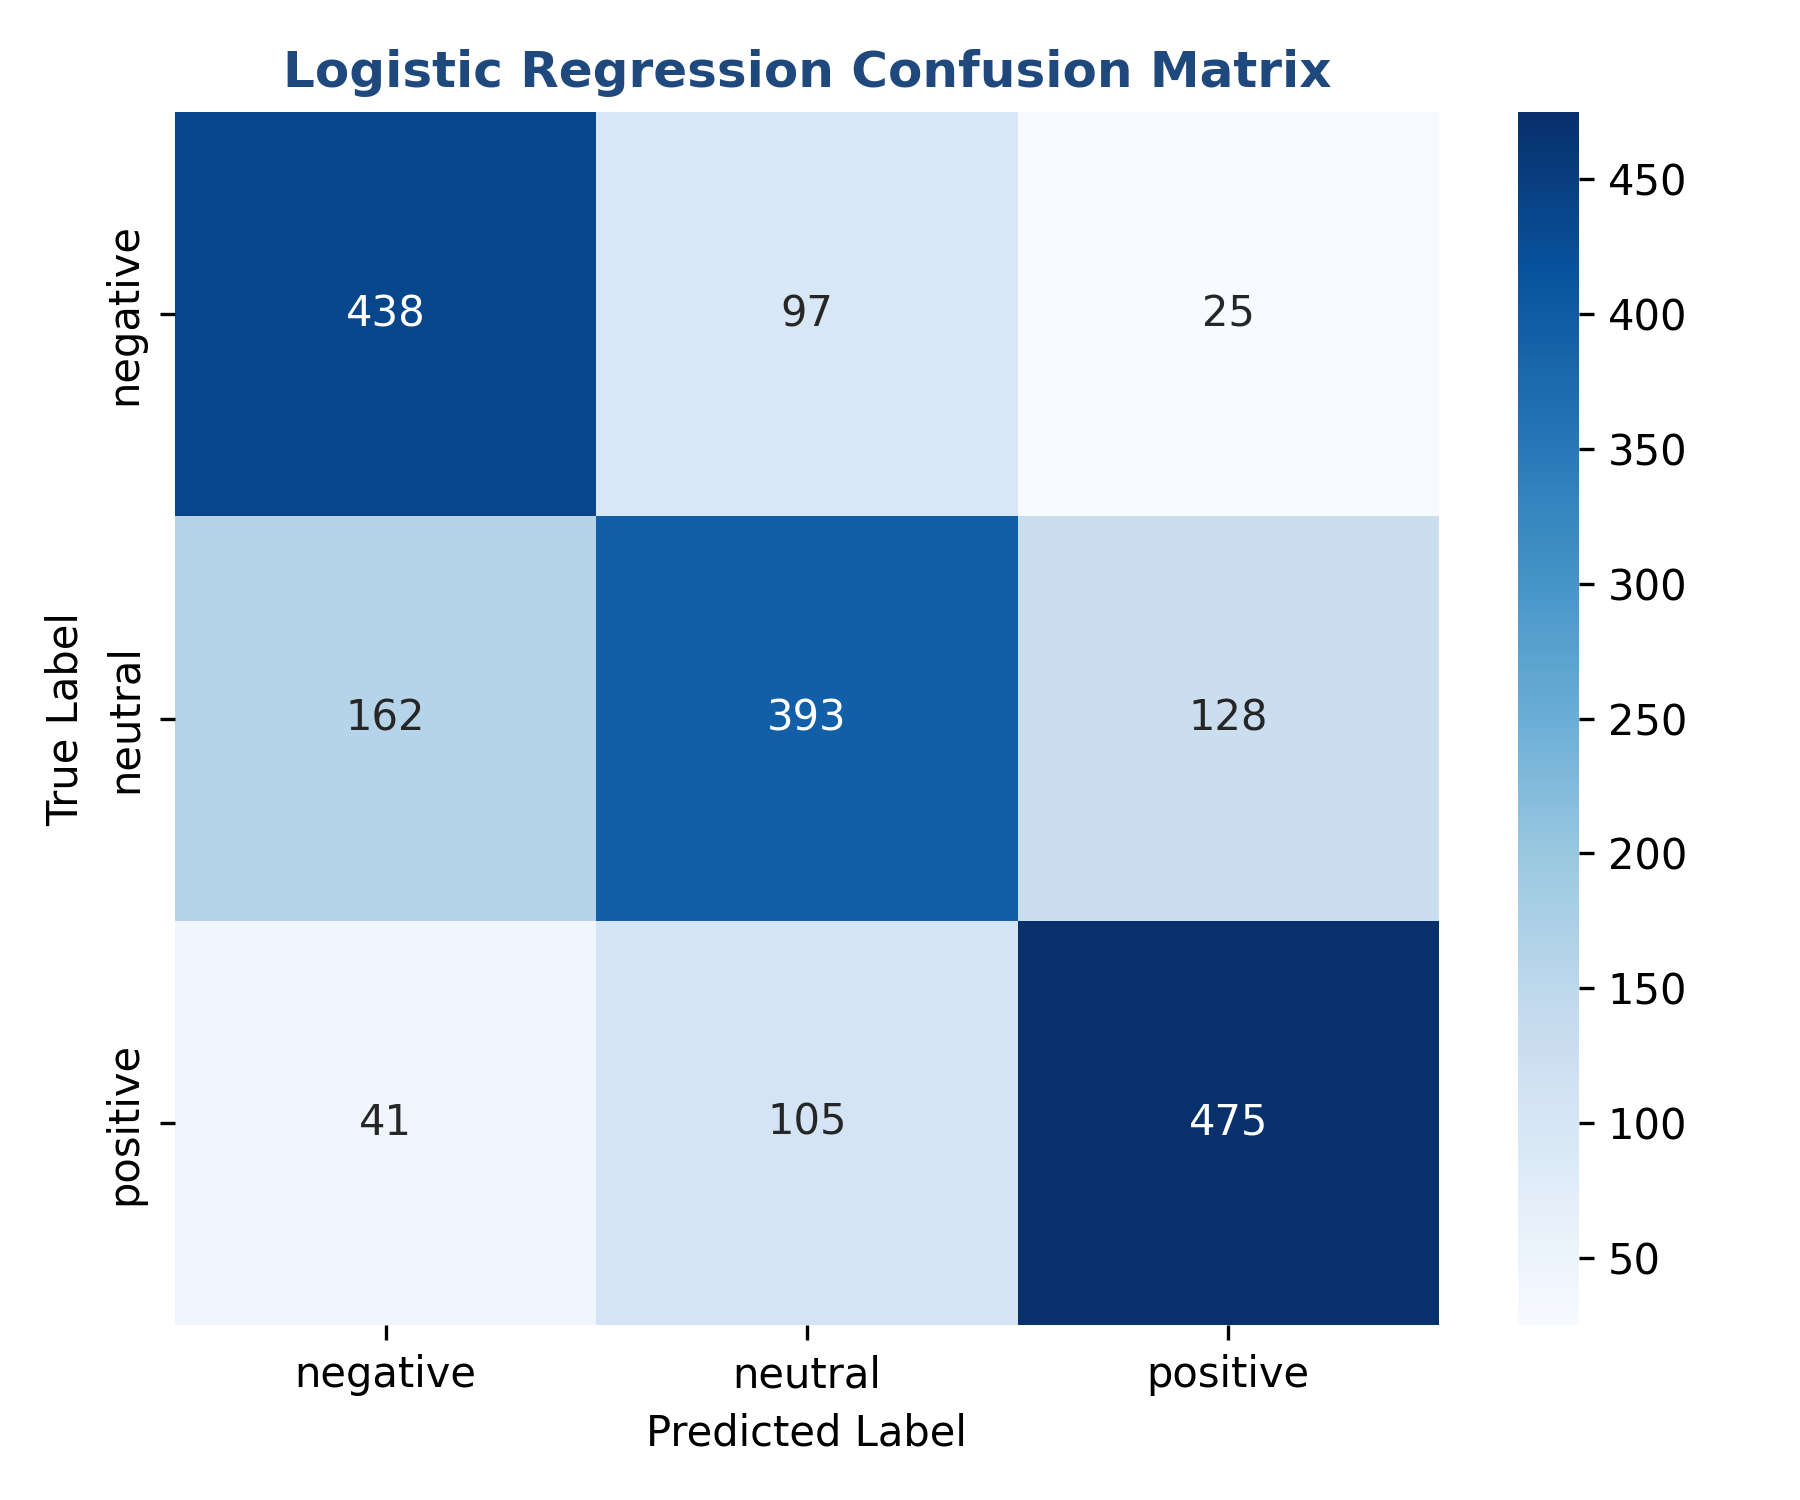 Logistic Regression Confusion Matrix
True Label
negative
438 97 25
neutral
162 393 128
positive
41 105 475
negative neutral positive
Predicted Label
450
400
350
300
250
200
150
100
50